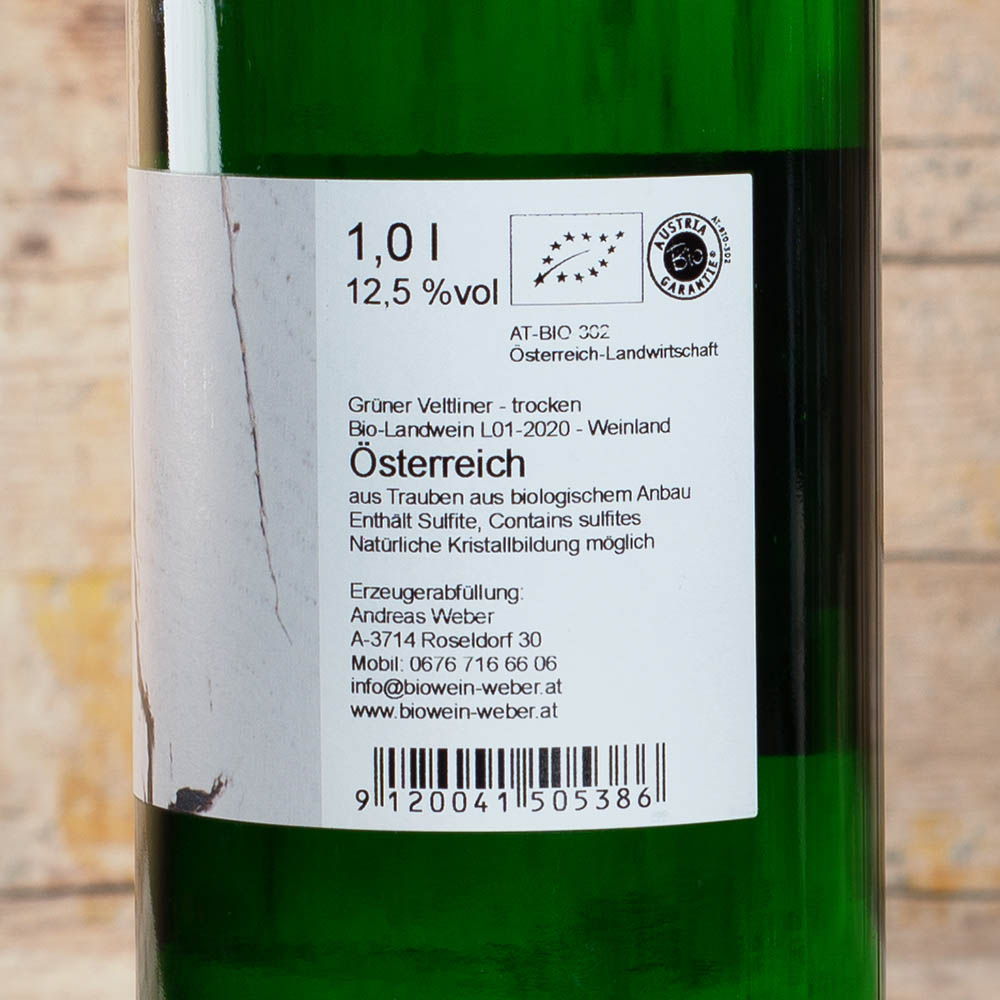 1,0 l
12,5 %vol
AUSTRIA
Bio
GARANTIE®
AT-BIO-302
AT-BIO 302
Österreich-Landwirtschaft
Grüner Veltliner - trocken
Bio-Landwein L01-2020 - Weinland
Österreich
aus Trauben aus biologischem Anbau
Enthält Sulfite, Contains sulfites
Natürliche Kristallbildung möglich
Erzeugerabfüllung:
Andreas Weber
A-3714 Roseldorf 30
Mobil: 0676 716 66 06
info@biowein-weber.at
www.biowein-weber.at
9 120041 505386